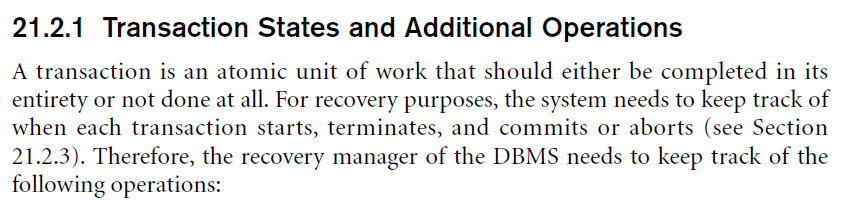 21.2.1 Transaction States and Additional Operations
A transaction is an atomic unit of work that should either be completed in its
entirety or not done at all. For recovery purposes, the system needs to keep track of
when each transaction starts, terminates, and commits or aborts (see Section
21.2.3). Therefore, the recovery manager of the DBMS needs to keep track of the
following operations: